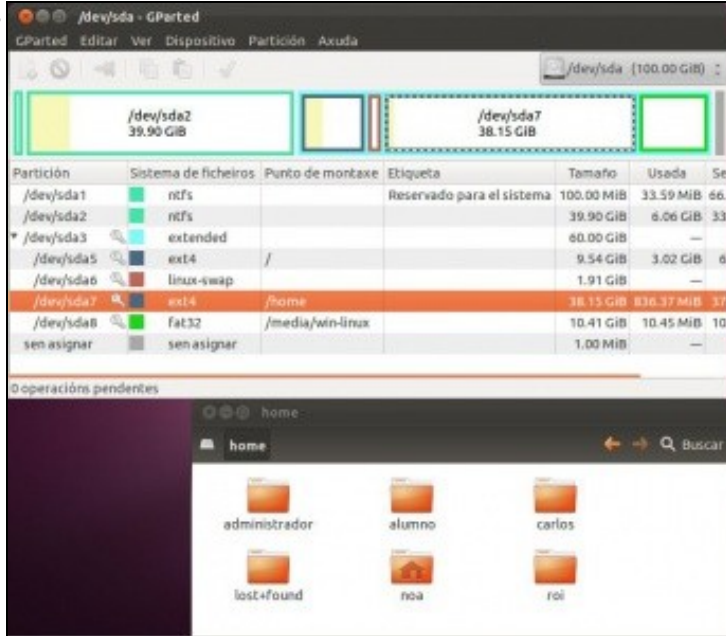 /dev/sda - GParted
GParted Editar Ver Dispositivo Partición Axuda
/dev/sda (100.00 GiB)
/dev/sda2
39.90 GiB
/dev/sda7
38.15 GiB
Partición Sistema de ficheiros Punto de montaxe Etiqueta Tamaño Usada Se
/dev/sda1 ntfs Reservado para el sistema 100.00 MiB 33.59 MiB 66.
/dev/sda2 ntfs 39.90 GiB 6.06 GiB 33
/dev/sda3 extended 60.00 GiB —
/dev/sda5 ext4 / 9.54 GiB 3.02 GiB 6
/dev/sda6 linux-swap 1.91 GiB —
/dev/sda7 ext4 /home 38.15 GiB 836.37 MiB 37
/dev/sda8 fat32 /media/win-linux 10.41 GiB 10.45 MiB 10
sen asignar sen asignar 1.00 MiB —
0 operacións pendentes
home
home Buscar
administrador alumno carlos
lost+found noa roi